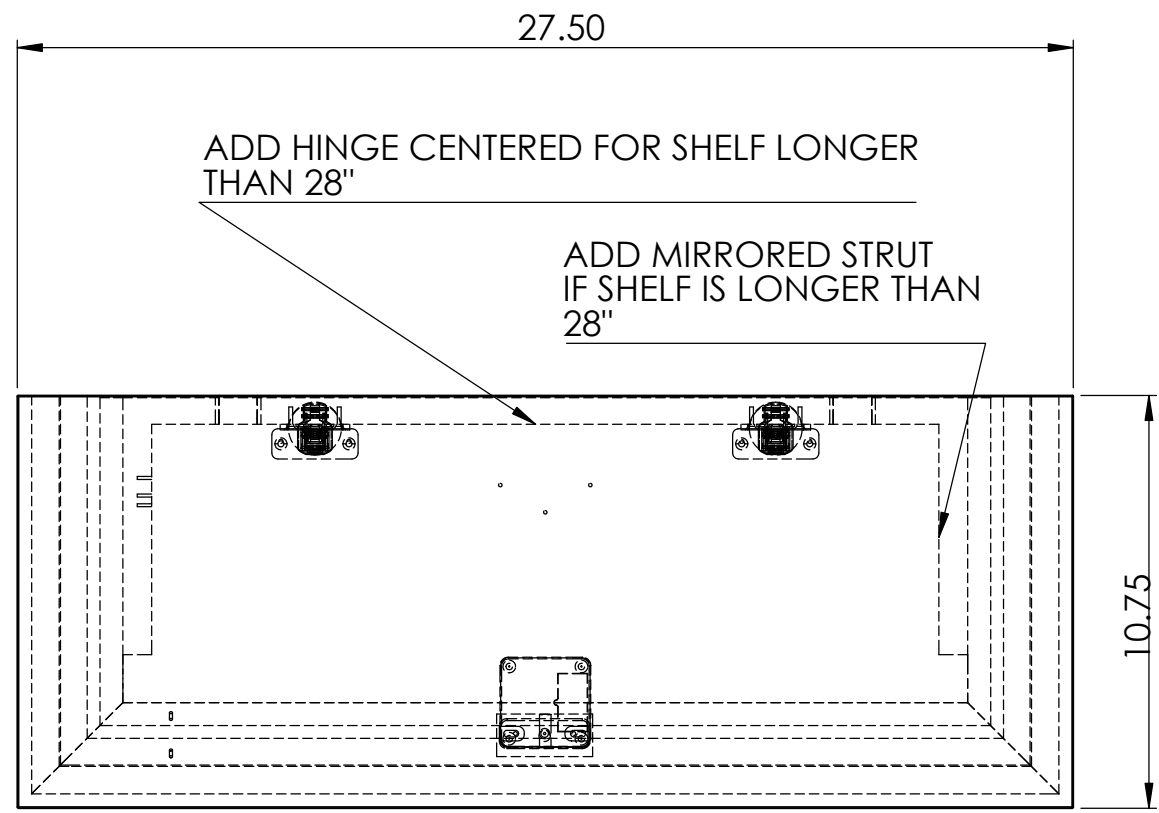 27.50
ADD HINGE CENTERED FOR SHELF LONGER
THAN 28"
ADD MIRRORED STRUT
IF SHELF IS LONGER THAN
28"
10.75